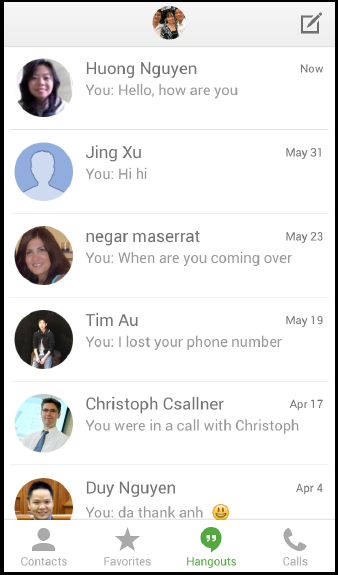 Huong Nguyen
Now
You: Hello, how are you
Jing Xu
May 31
You: Hi hi
negar maserrat
May 23
You: When are you coming over
Tim Au
May 19
You: I lost your phone number
Christoph Csallner
Apr 17
You were in a call with Christoph
Duy Nguyen
Apr 4
You: da thank anh 😃
Contacts
Favorites
Hangouts
Calls